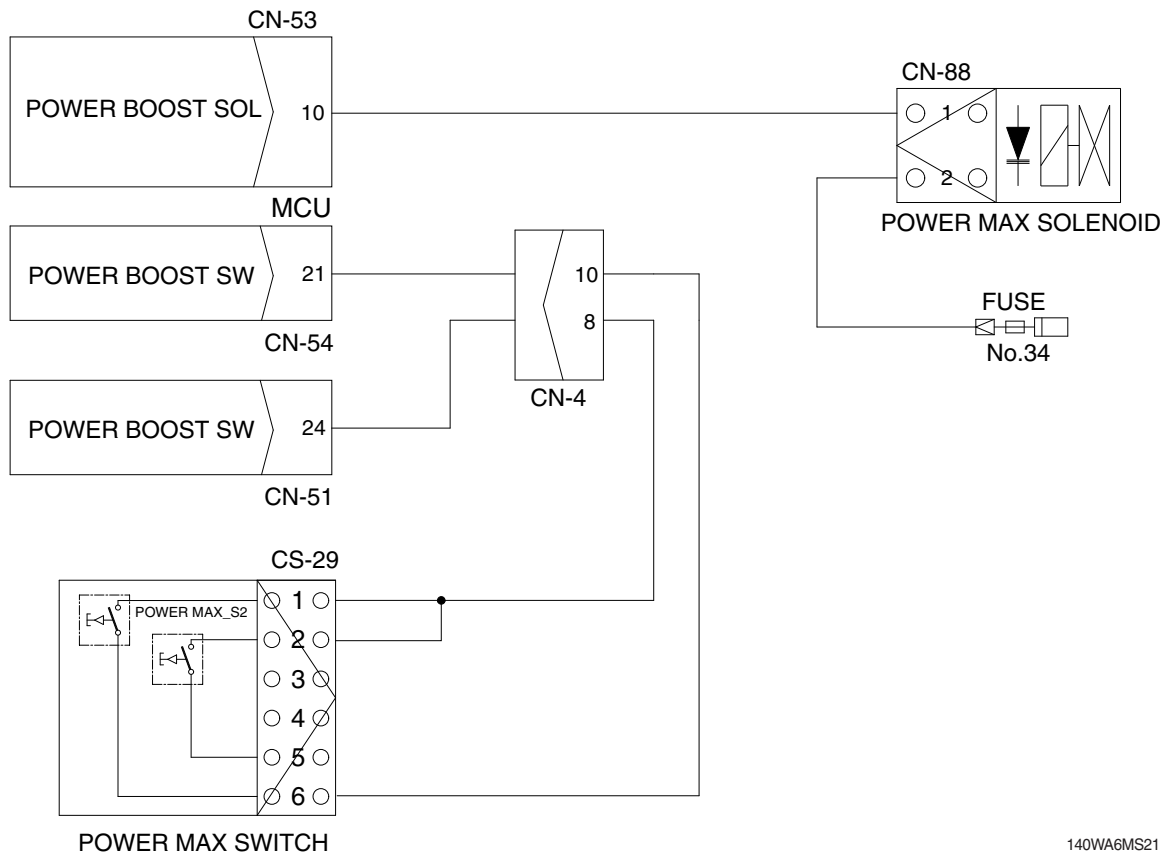 CN-53
POWER BOOST SOL 10
CN-88
1
2
POWER MAX SOLENOID
MCU
POWER BOOST SW 21
CN-54
10
8
CN-4
FUSE
No.34
POWER BOOST SW 24
CN-51
CS-29
POWER MAX_S2
1
2
3
4
5
6
POWER MAX SWITCH
140WA6MS21